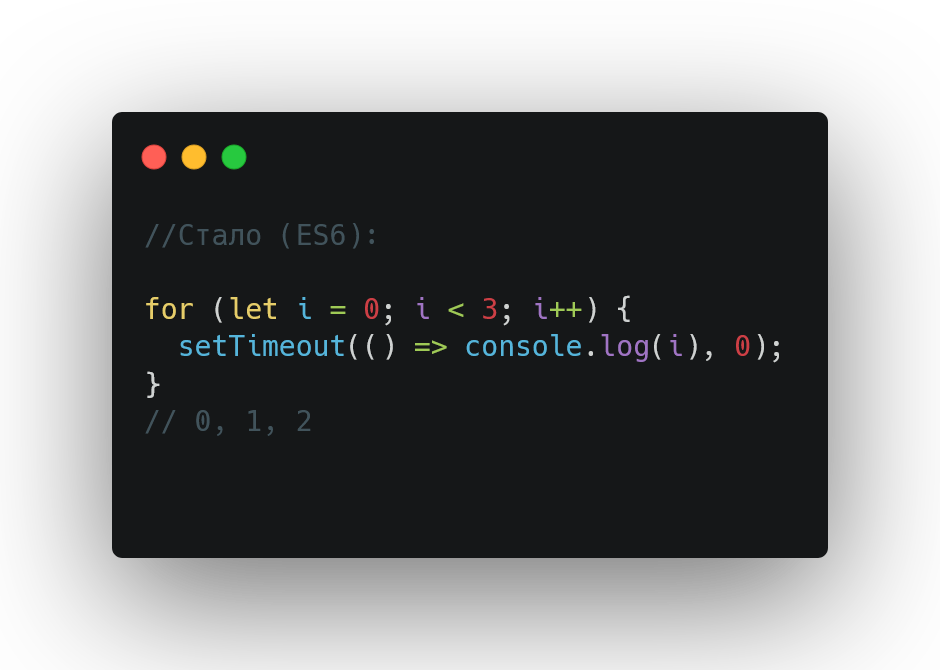 //Стало (ES6):
for (let i = 0; i < 3; i++) {
  setTimeout(() => console.log(i), 0);
}
// 0, 1, 2